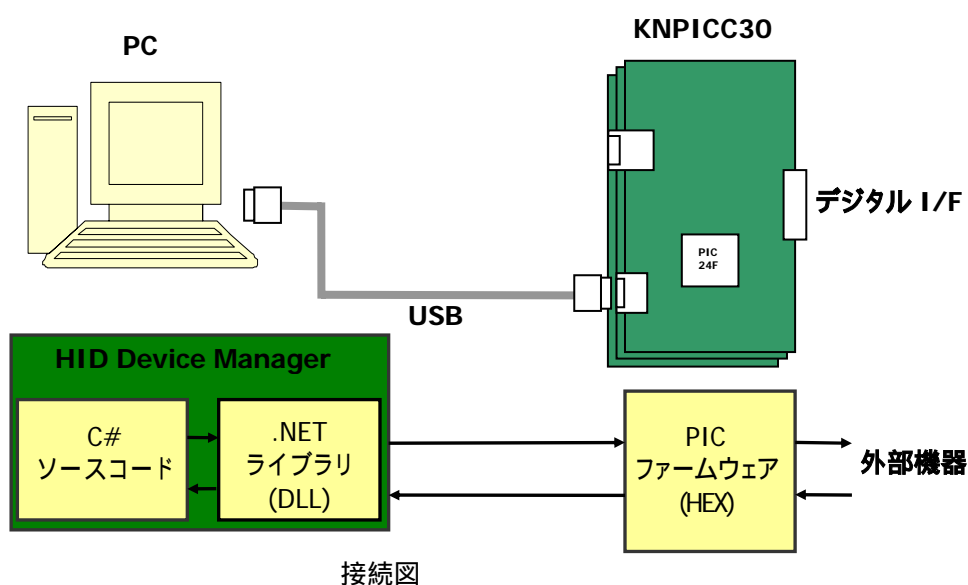 PC
KNPICC30
デジタル I/F
PIC
24F
USB
HID Device Manager
C#
ソースコード
.NET
ライブラリ
(DLL)
PIC
ファームウェア
(HEX)
外部機器
接続図